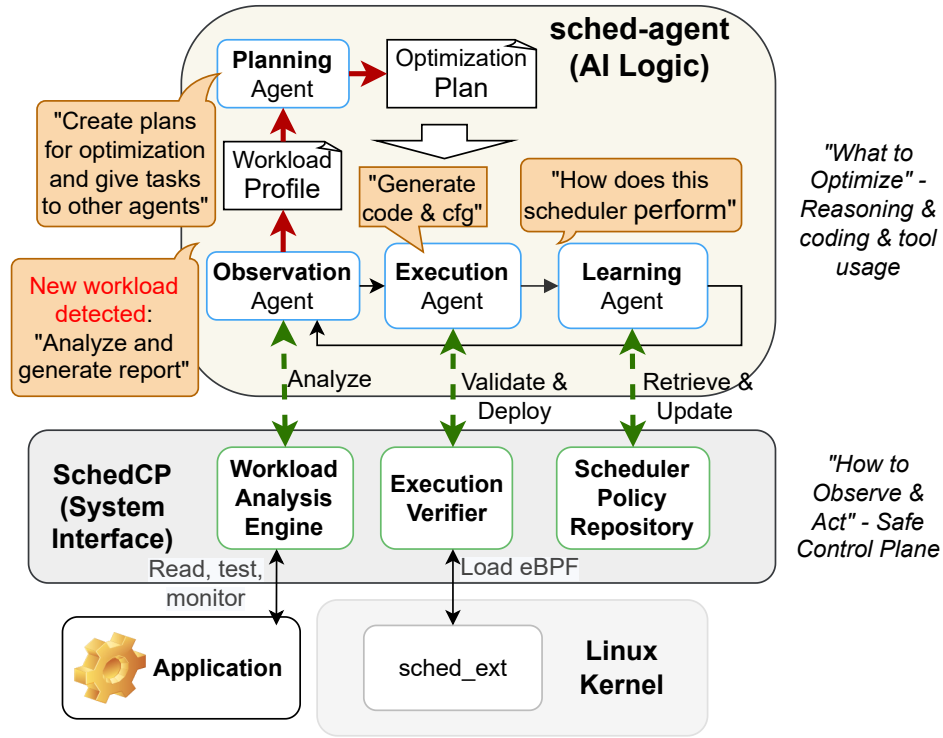 sched-agent
(AI Logic)
Planning
Agent
Optimization
Plan
"Create plans
for optimization
and give tasks
to other agents"
Workload
Profile
"Generate
code & cfg"
"How does this
scheduler perform"
"What to
Optimize" -
Reasoning &
coding & tool
usage
New workload
detected:
"Analyze and
generate report"
Observation
Agent
Execution
Agent
Learning
Agent
Analyze
Validate &
Deploy
Retrieve &
Update
SchedCP
(System
Interface)
Workload
Analysis
Engine
Execution
Verifier
Scheduler
Policy
Repository
"How to
Observe &
Act" - Safe
Control Plane
Read, test,
monitor
Load eBPF
Application
sched_ext
Linux
Kernel